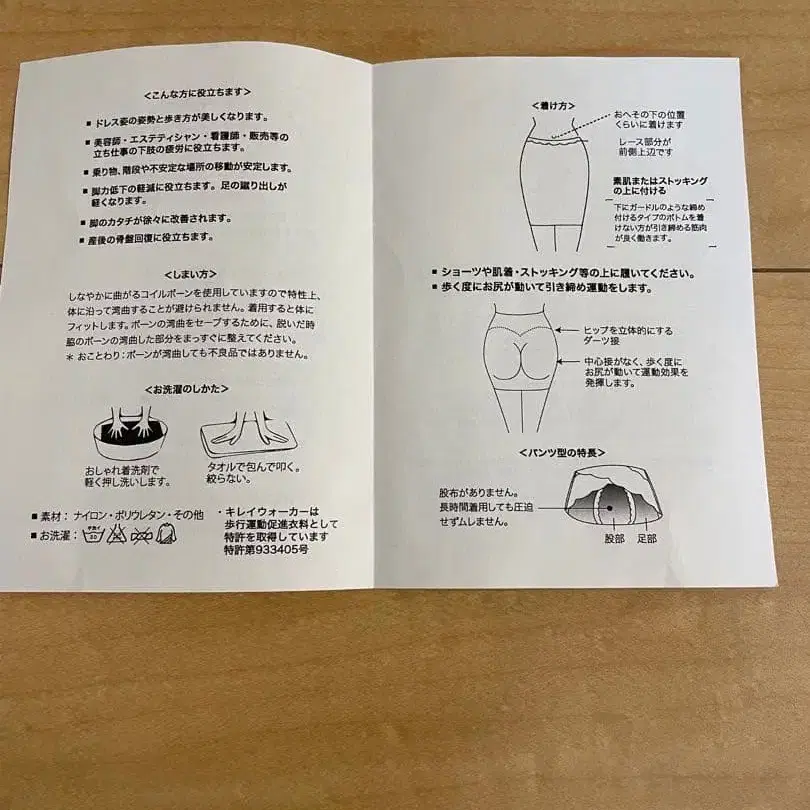 <こんな方に役立ちます>
■ ドレス姿の姿勢と歩き方が美しくなります。
■ 美容師・エステティシャン・看護師・販売等の
立ち仕事の下肢の疲労に役立ちます。
■ 乗り物、階段や不安定な場所の移動が安定します。
■ 脚力低下の軽減に役立ちます。足の蹴り出しが
軽くなります。
■ 脚のカタチが徐々に改善されます。
■ 産後の骨盤回復に役立ちます。
<しまい方>
しなやかに曲がるコイルボーンを使用していますので特性上、
体に沿って湾曲することが避けられません。着用すると体に
フィットします。ボーンの湾曲をセーブするために、脱いだ時
脇のボーンの湾曲した部分をまっすぐに整えてください。
* おことわり：ボーンが湾曲しても不良品ではありません。
<お洗濯のしかた>
おしゃれ着洗剤で
軽く押し洗いします。
タオルで包んで叩く。
絞らない。
■ 素材： ナイロン・ポリウレタン・その他
■ お洗濯：
・キレイウォーカーは
歩行運動促進衣料として
特許を取得しています
特許第933405号
<着け方>
おへその下の位置
くらいに着けます
レース部分が
前側上辺です
素肌またはストッキング
の上に付ける
下にガードルのような締め
付けるタイプのボトムを着
けない方が引き締める筋肉
が良く働きます。
■ ショーツや肌着・ストッキング等の上に履いてください。
■ 歩く度にお尻が動いて引き締め運動をします。
ヒップを立体的にする
ダーツ接
中心接がなく、歩く度に
お尻が動いて運動効果を
発揮します。
<パンツ型の特長>
股布がありません。
長時間着用しても圧迫
せずムレません。
股部 足部